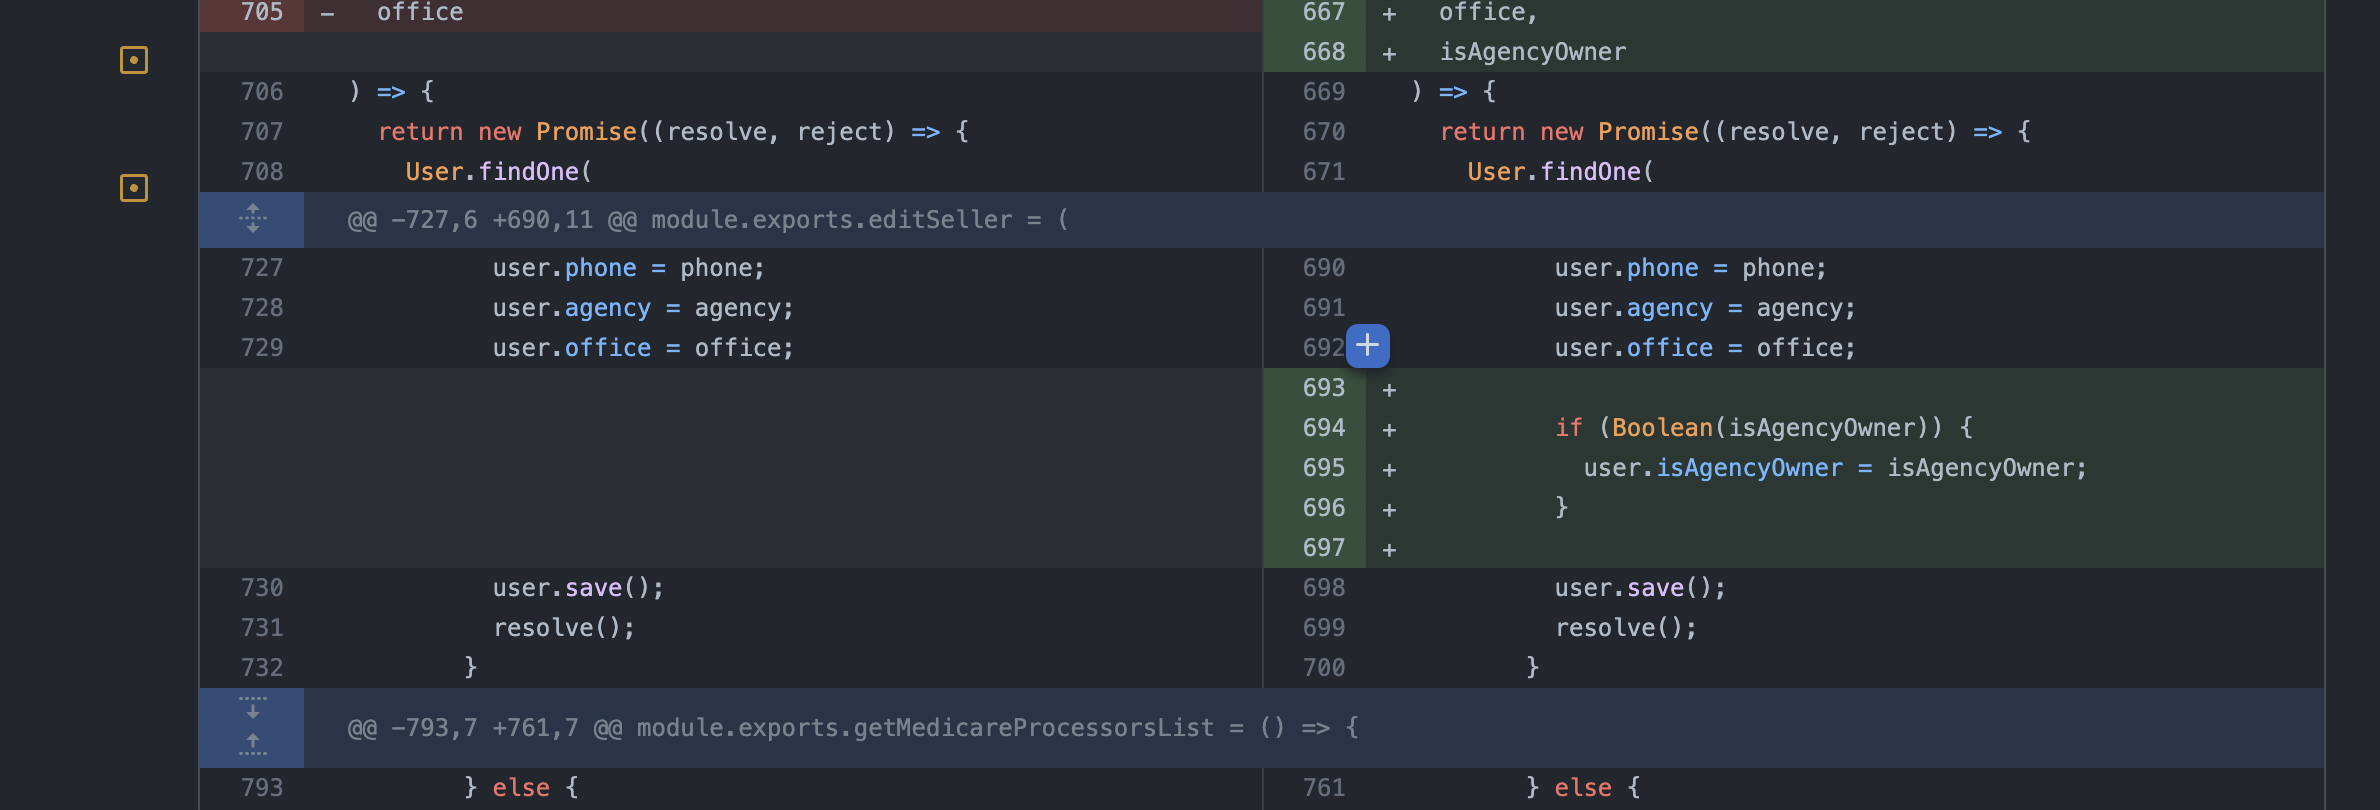 705 - office
667 + office,
668 + isAgencyOwner
706 ) => {
669 ) => {
707 return new Promise((resolve, reject) => {
670 return new Promise((resolve, reject) => {
708 User.findOne(
671 User.findOne(
@@ -727,6 +690,11 @@ module.exports.editSeller = (
727 user.phone = phone;
690 user.phone = phone;
728 user.agency = agency;
691 user.agency = agency;
729 user.office = office;
692 user.office = office;
693 +
694 + if (Boolean(isAgencyOwner)) {
695 + user.isAgencyOwner = isAgencyOwner;
696 + }
697 +
730 user.save();
698 user.save();
731 resolve();
699 resolve();
732 }
700 }
@@ -793,7 +761,7 @@ module.exports.getMedicareProcessorsList = () => {
793 } else {
761 } else {